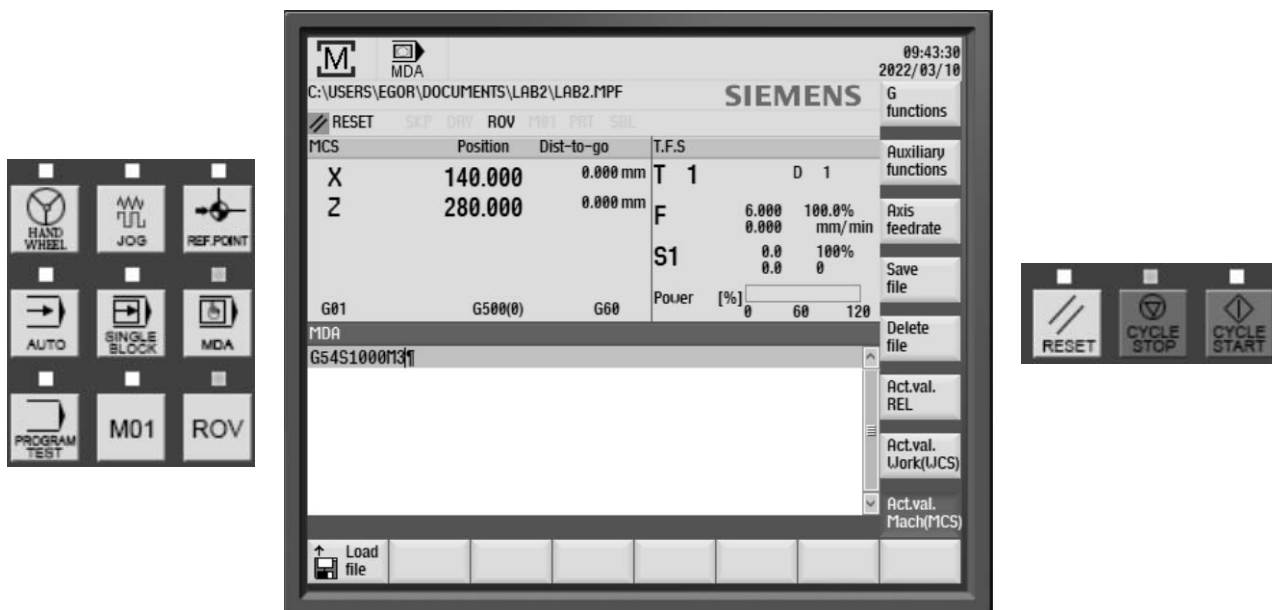 HAND
WHEEL
JOG
REF.POINT
AUTO
SINGLE
BLOCK
MDA
PROGRAM
TEST
M01
ROV
M
MDA
09:43:30
2022/03/10
C:\USERS\EGOR\DOCUMENTS\LAB2\LAB2.MPF
SIEMENS
RESET SKP DRY ROV M01 PRT SBL
MCS Position Dist-to-go T.F.S
X 140.000 0.000 mm T 1 D 1
Z 280.000 0.000 mm F 6.000 100.0%
0.000 mm/min
S1 0.0 100%
0.0 0
Power [%] 0 60 120
G01 G500(0) G60
MDA
G54S1000M3¶
G
functions
Auxiliary
functions
Axis
feedrate
Save
file
Delete
file
Act.val.
REL
Act.val.
Work(WCS)
Act.val.
Mach(MCS)
Load
file
RESET
CYCLE
STOP
CYCLE
START